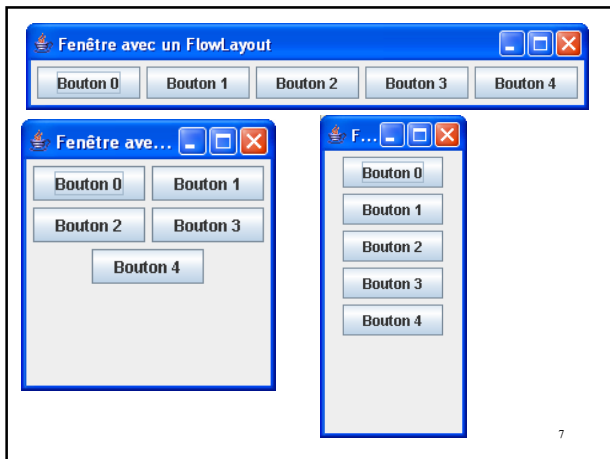 Fenêtre avec un FlowLayout
Bouton 0 Bouton 1 Bouton 2 Bouton 3 Bouton 4
Fenêtre ave...
Bouton 0 Bouton 1
Bouton 2 Bouton 3
Bouton 4
F...
Bouton 0
Bouton 1
Bouton 2
Bouton 3
Bouton 4
7